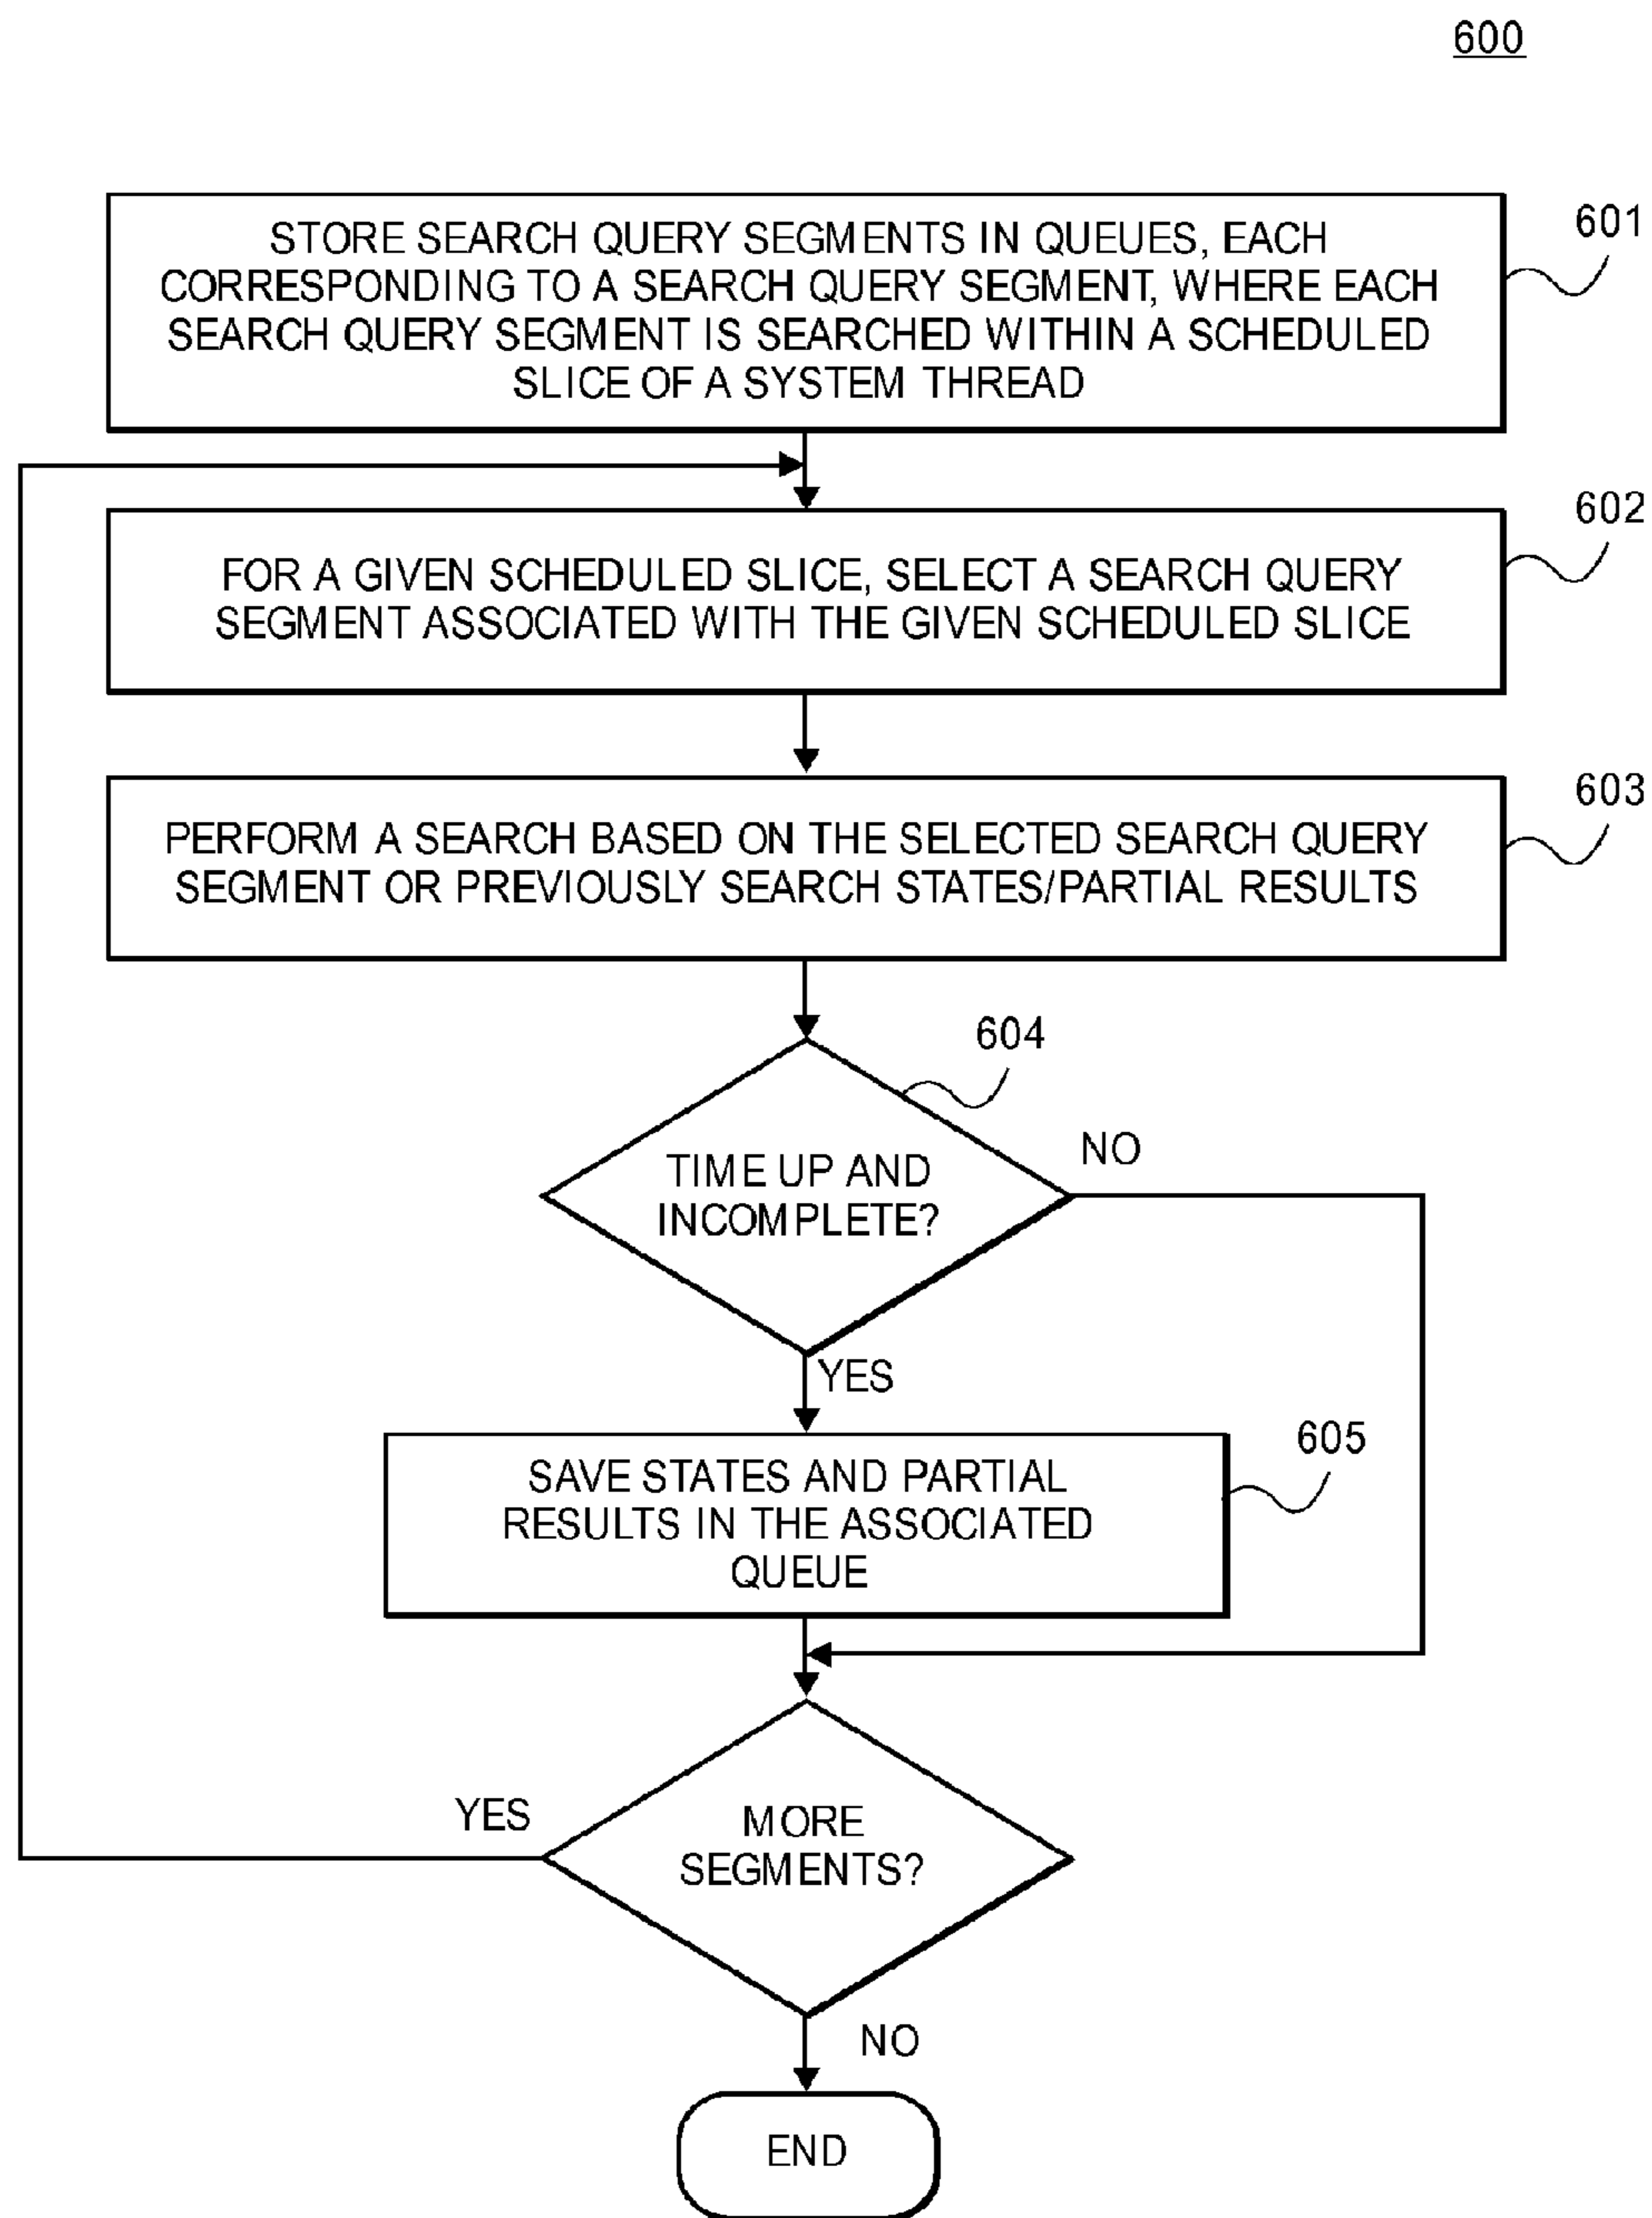 600
STORE SEARCH QUERY SEGMENTS IN QUEUES, EACH
CORRESPONDING TO A SEARCH QUERY SEGMENT, WHERE EACH
SEARCH QUERY SEGMENT IS SEARCHED WITHIN A SCHEDULED
SLICE OF A SYSTEM THREAD
601
FOR A GIVEN SCHEDULED SLICE, SELECT A SEARCH QUERY
SEGMENT ASSOCIATED WITH THE GIVEN SCHEDULED SLICE
602
PERFORM A SEARCH BASED ON THE SELECTED SEARCH QUERY
SEGMENT OR PREVIOUSLY SEARCH STATES/PARTIAL RESULTS
603
604
TIME UP AND
INCOMPLETE?
NO
YES
SAVE STATES AND PARTIAL
RESULTS IN THE ASSOCIATED
QUEUE
605
MORE
SEGMENTS?
YES
NO
END